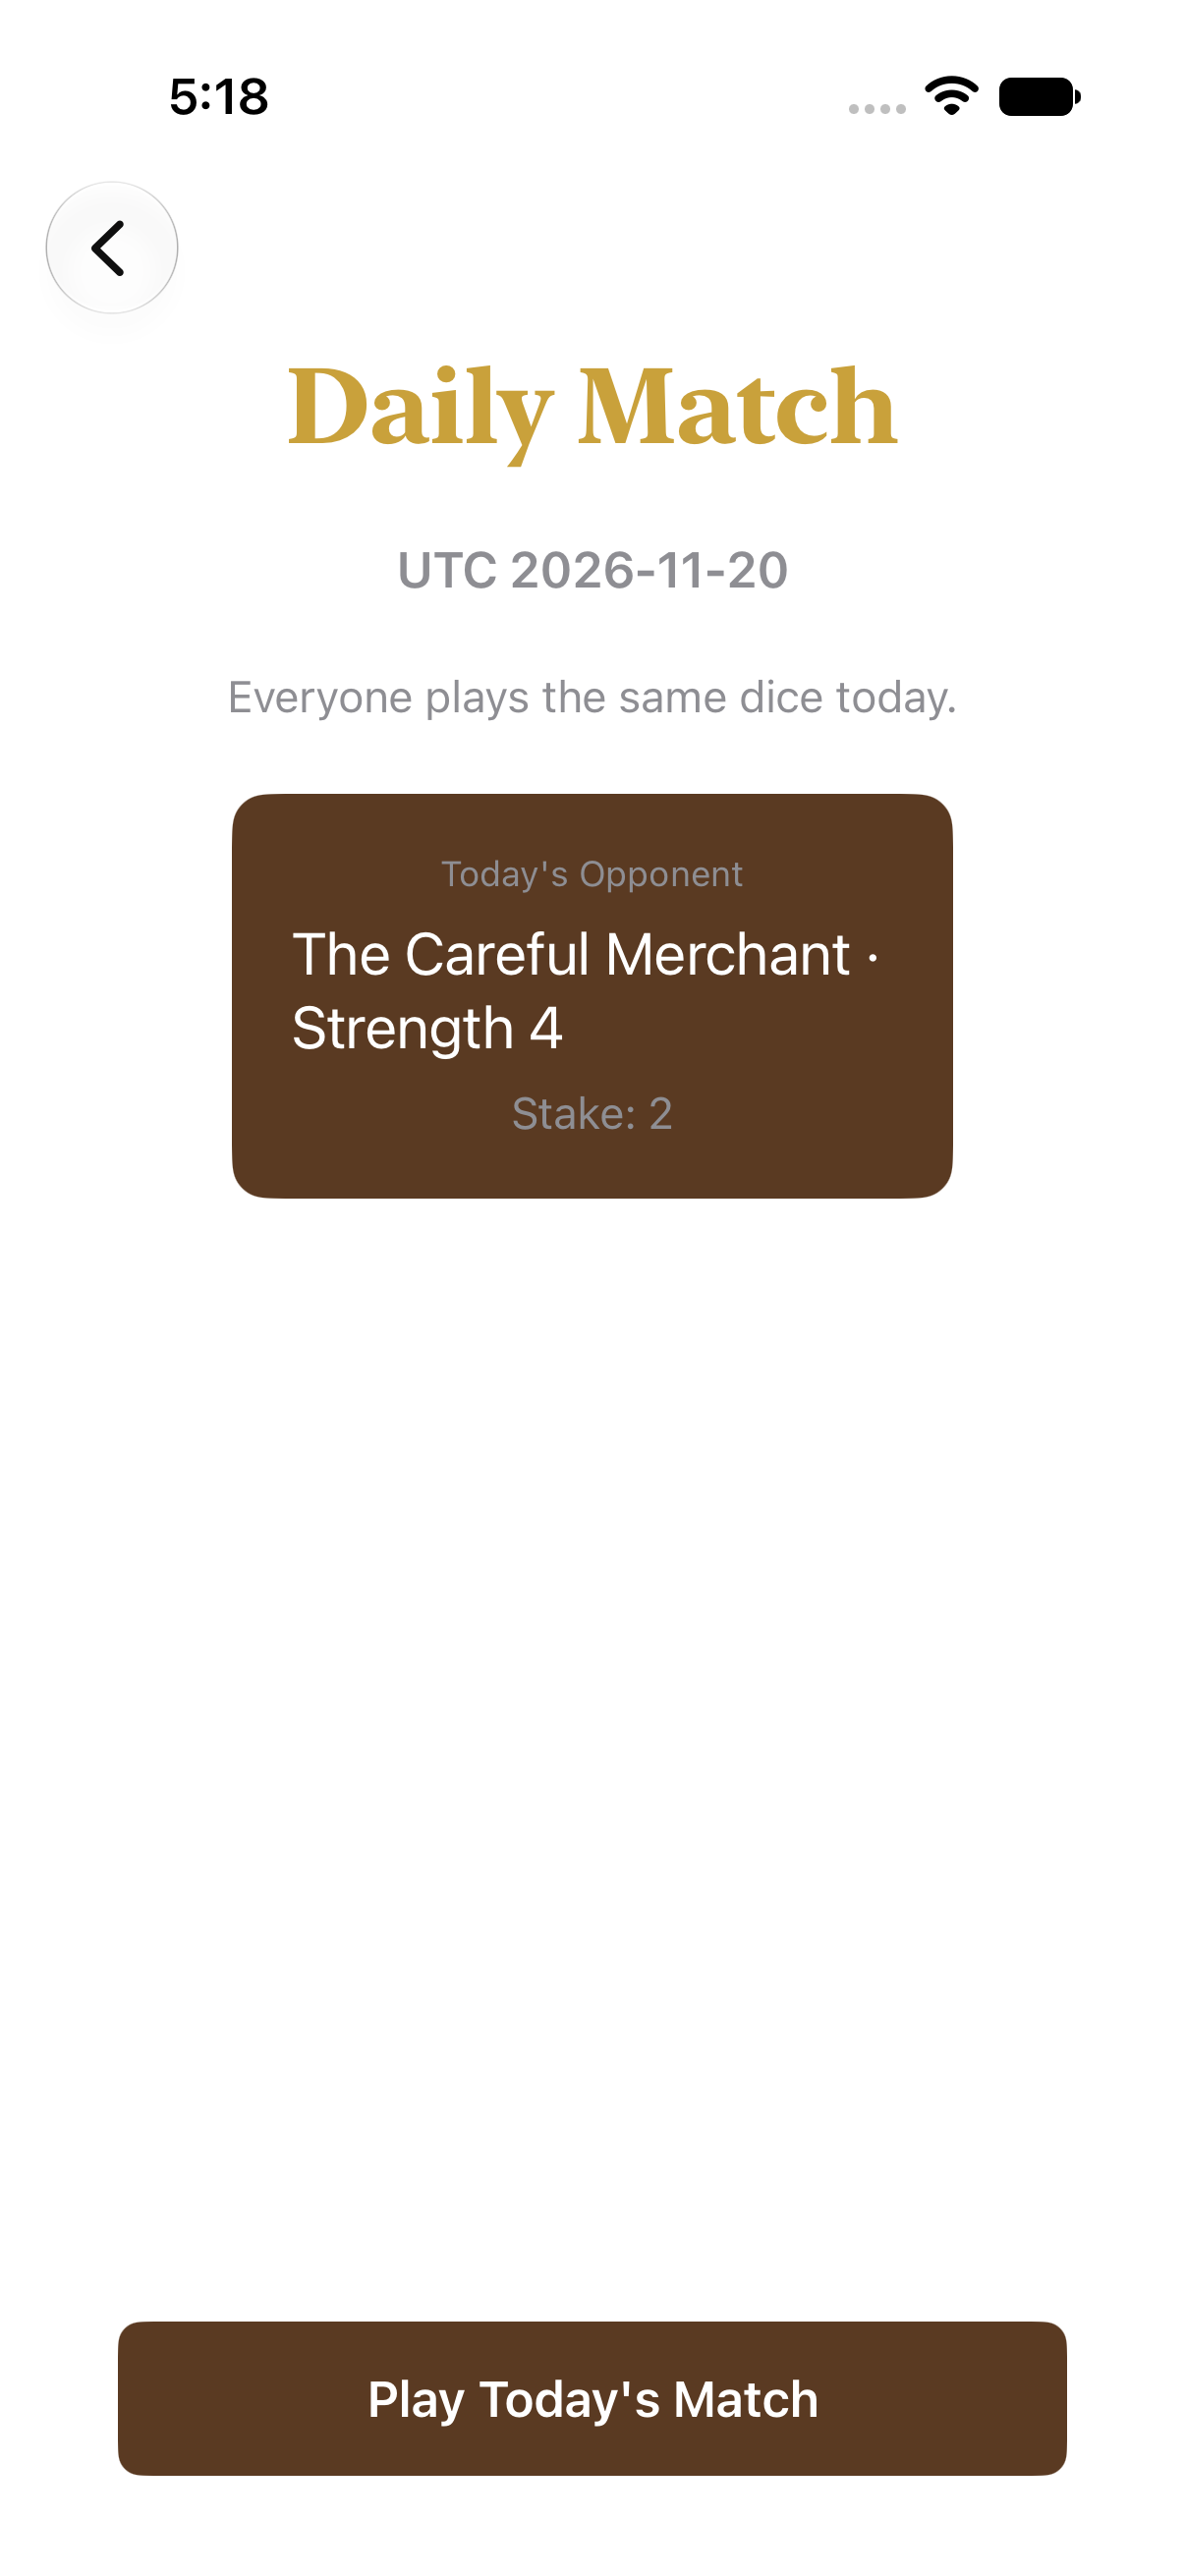 5:18
Daily Match
UTC 2026-11-20
Everyone plays the same dice today.
Today's Opponent
The Careful Merchant ·
Strength 4
Stake: 2
Play Today's Match